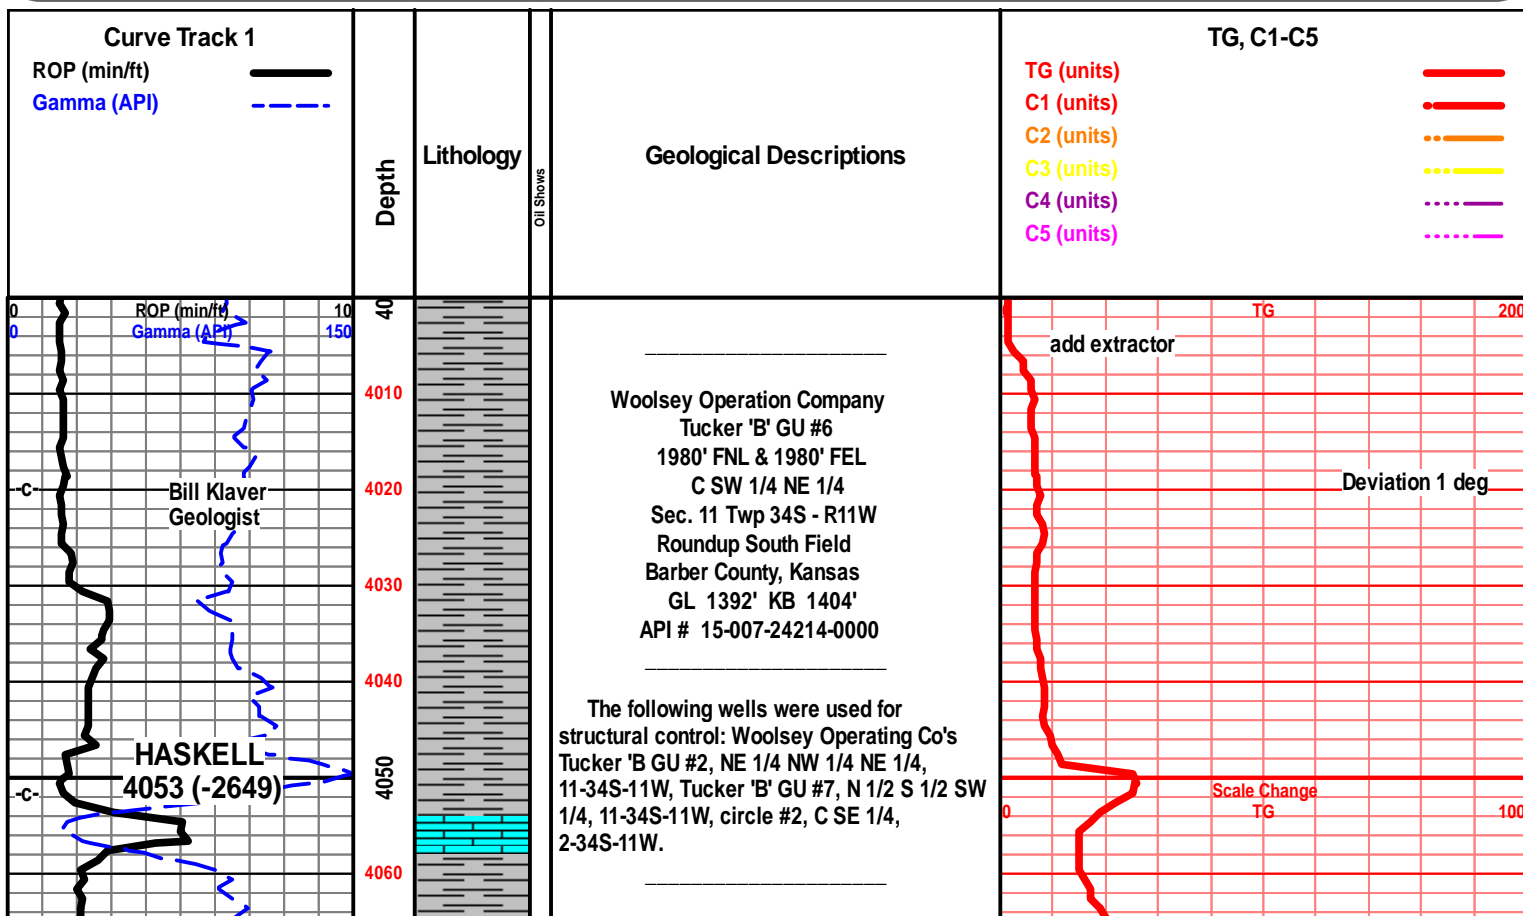 Curve Track 1
ROP (min/ft)
Gamma (API)
Depth
Lithology
Oil Shows
Geological Descriptions
TG, C1-C5
TG (units)
C1 (units)
C2 (units)
C3 (units)
C4 (units)
C5 (units)
0 ROP (min/ft) 10
0 Gamma (API) 150
40
TG 200
add extractor
4010
Woolsey Operation Company
Tucker 'B' GU #6
1980' FNL & 1980' FEL
C SW 1/4 NE 1/4
Sec. 11 Twp 34S - R11W
Roundup South Field
Barber County, Kansas
GL 1392' KB 1404'
API # 15-007-24214-0000
-C-
Bill Klaver
Geologist
4020
Deviation 1 deg
4030
4040
The following wells were used for
structural control: Woolsey Operating Co's
Tucker 'B GU #2, NE 1/4 NW 1/4 NE 1/4,
11-34S-11W, Tucker 'B' GU #7, N 1/2 S 1/2 SW
1/4, 11-34S-11W, circle #2, C SE 1/4,
2-34S-11W.
HASKELL
4053 (-2649)
-C-
4050
Scale Change
0 TG 100
4060